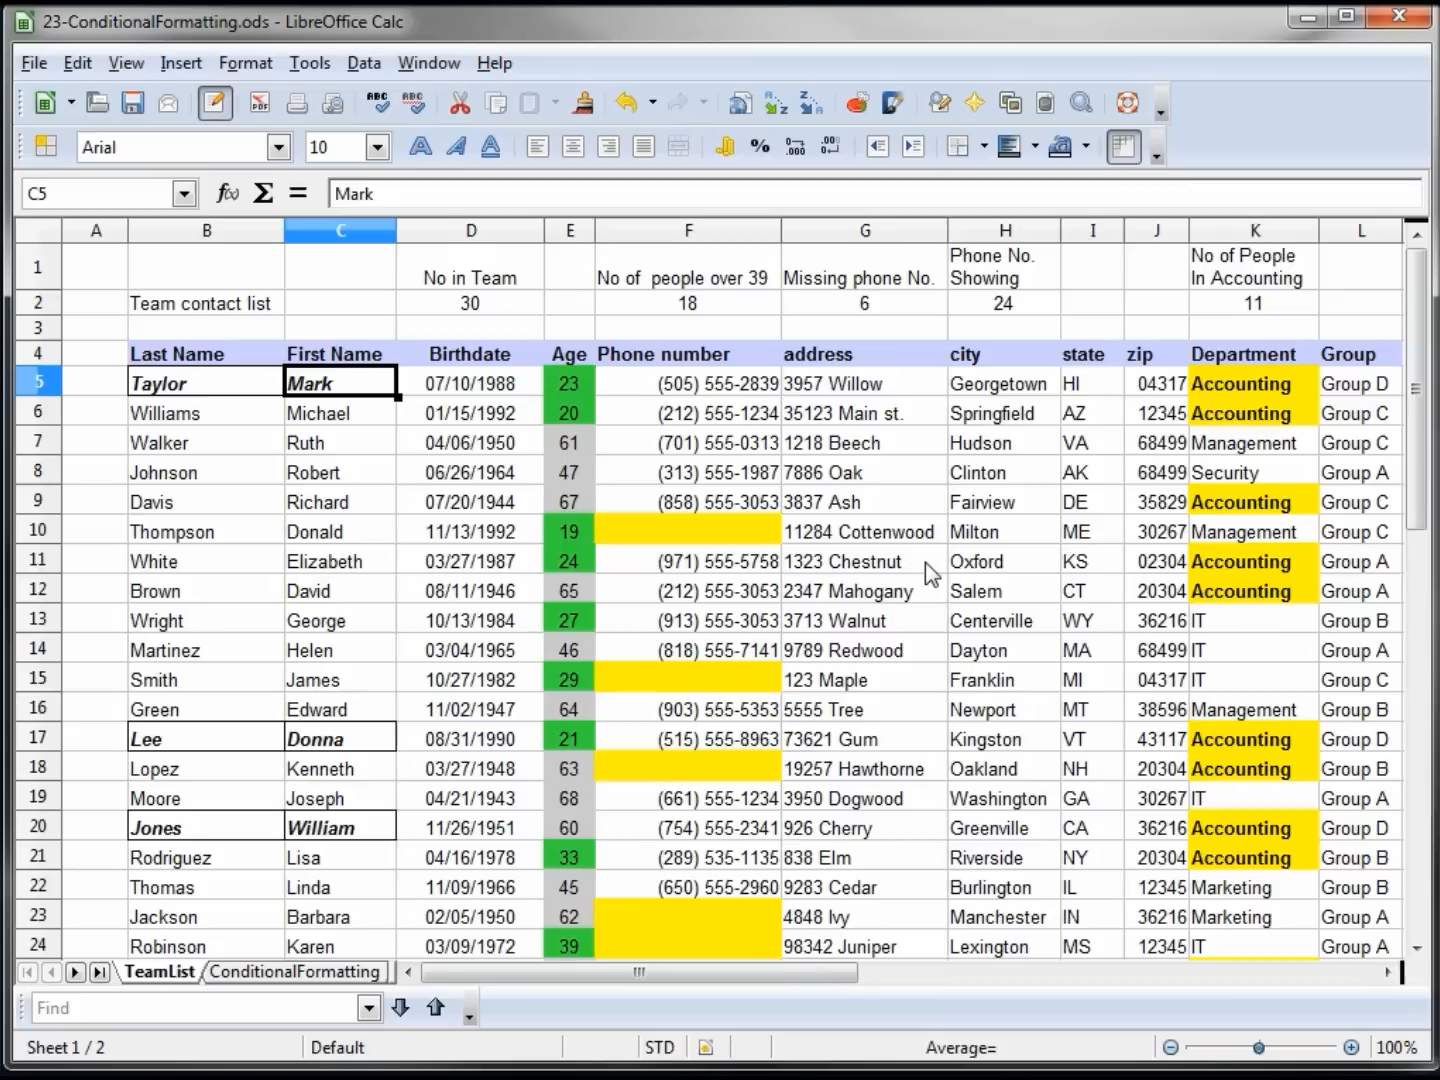 23-ConditionalFormatting.ods - LibreOffice Calc
File Edit View Insert Format Tools Data Window Help
Arial 10
C5 f(x) Σ = Mark
A B C D E F G H I J K L
1 No in Team No of  people over 39 Missing phone No. Phone No. Showing No of People In Accounting
2 Team contact list 30 18 6 24 11
3
4 Last Name First Name Birthdate Age Phone number address city state zip Department Group
5 Taylor Mark 07/10/1988 23 (505) 555-2839 3957 Willow Georgetown HI 04317 Accounting Group D
6 Williams Michael 01/15/1992 20 (212) 555-1234 35123 Main st. Springfield AZ 12345 Accounting Group C
7 Walker Ruth 04/06/1950 61 (701) 555-0313 1218 Beech Hudson VA 68499 Management Group C
8 Johnson Robert 06/26/1964 47 (313) 555-1987 7886 Oak Clinton AK 68499 Security Group A
9 Davis Richard 07/20/1944 67 (858) 555-3053 3837 Ash Fairview DE 35829 Accounting Group C
10 Thompson Donald 11/13/1992 19 11284 Cottenwood Milton ME 30267 Management Group C
11 White Elizabeth 03/27/1987 24 (971) 555-5758 1323 Chestnut Oxford KS 02304 Accounting Group A
12 Brown David 08/11/1946 65 (212) 555-3053 2347 Mahogany Salem CT 20304 Accounting Group A
13 Wright George 10/13/1984 27 (913) 555-3053 3713 Walnut Centerville WY 36216 IT Group B
14 Martinez Helen 03/04/1965 46 (818) 555-7141 9789 Redwood Dayton MA 68499 IT Group A
15 Smith James 10/27/1982 29 123 Maple Franklin MI 04317 IT Group C
16 Green Edward 11/02/1947 64 (903) 555-5353 5555 Tree Newport MT 38596 Management Group B
17 Lee Donna 08/31/1990 21 (515) 555-8963 73621 Gum Kingston VT 43117 Accounting Group D
18 Lopez Kenneth 03/27/1948 63 19257 Hawthorne Oakland NH 20304 Accounting Group B
19 Moore Joseph 04/21/1943 68 (661) 555-1234 3950 Dogwood Washington GA 30267 IT Group A
20 Jones William 11/26/1951 60 (754) 555-2341 926 Cherry Greenville CA 36216 Accounting Group D
21 Rodriguez Lisa 04/16/1978 33 (289) 535-1135 838 Elm Riverside NY 20304 Accounting Group B
22 Thomas Linda 11/09/1966 45 (650) 555-2960 9283 Cedar Burlington IL 12345 Marketing Group B
23 Jackson Barbara 02/05/1950 62 4848 Ivy Manchester IN 36216 Marketing Group A
24 Robinson Karen 03/09/1972 39 98342 Juniper Lexington MS 12345 IT Group A
TeamList ConditionalFormatting
Find
Sheet 1 / 2 Default STD Average= 100%